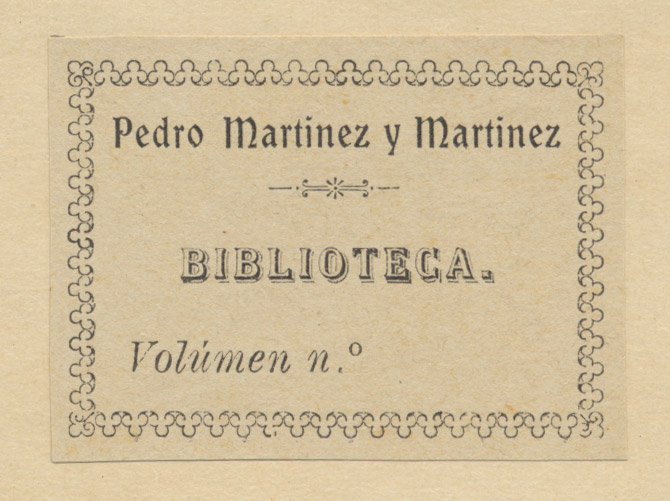 Pedro Martinez y Martinez
BIBLIOTECA.
Volúmen n.º